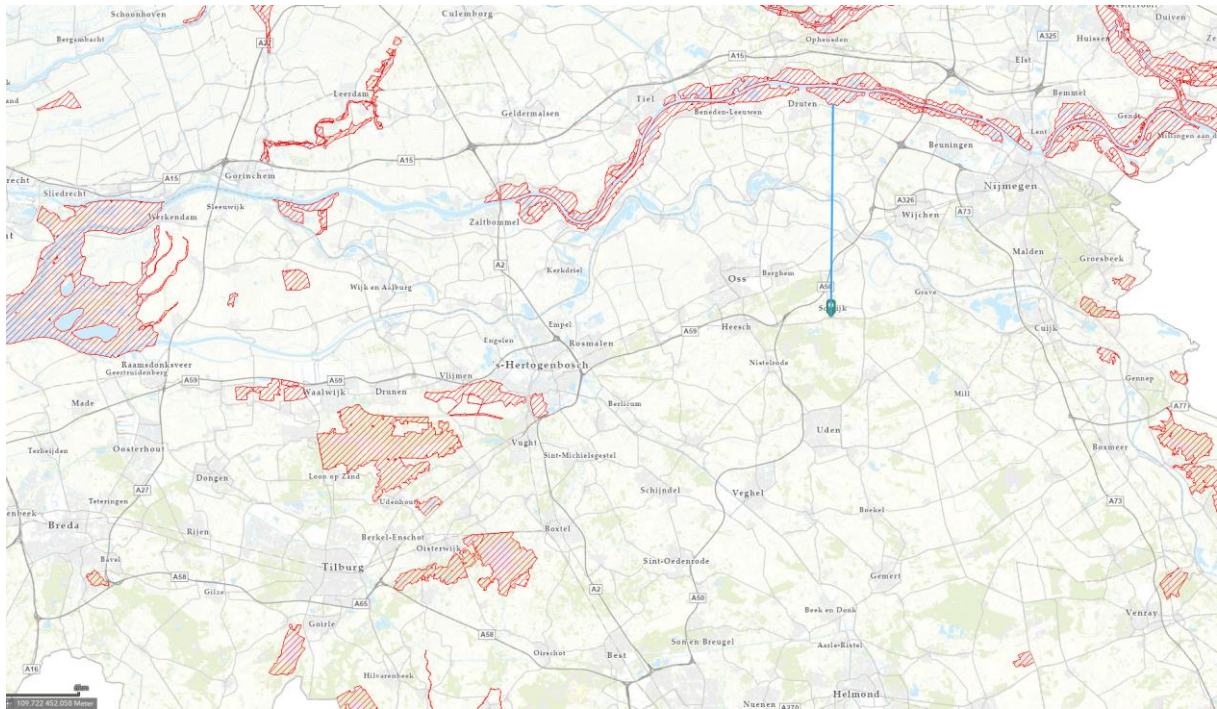 Schoonhoven
Culemborg
Duiven
Bergambacht
Opheusden
A325
Huissen
A15
Elst
Leerdam
Tiel
Bemmel
Geldermalsen
Beneden-Leeuwen
Druten
Lent
Gendt
Beuningen
Millingen aan d
A15
A15
Gorinchem
Nijmegen
Sliedrecht
Sleeuwijk
A326
Werkendam
Zaltbommel
Wijchen
A73
Malden
Groesbeek
A2
Kerkdriel
Oss
Berghem
Wijk en Aalburg
A50
Grave
Empel
A59
Heesch
Cuijk
Engelen
Rosmalen
Raamsdonksveer
's-Hertogenbosch
Nistelrode
Geertruidenberg
A59
A59
Vlijmen
Gennep
Made
Waalwijk
Drunen
Mill
Berlicum
A77
Uden
Terheijden
Oosterhout
Vught
Boxmeer
Sint-Michielsgestel
Loon op Zand
Dongen
A27
Schijndel
Veghel
Teteringen
Udenhout
A73
Boekel
Breda
Rijen
Boxtel
Berkel-Enschot
Oisterwijk
Bavel
Sint-Oedenrode
Tilburg
A58
Gemert
Gilze
A2
A65
A50
Beek en Donk
Venray
Goirle
A58
Son en Breugel
Aarle-Rixtel
Oirschot
Best
A16
Hilvarenbeek
Helmond
Nuenen
A270
109.722 452.058 Meter